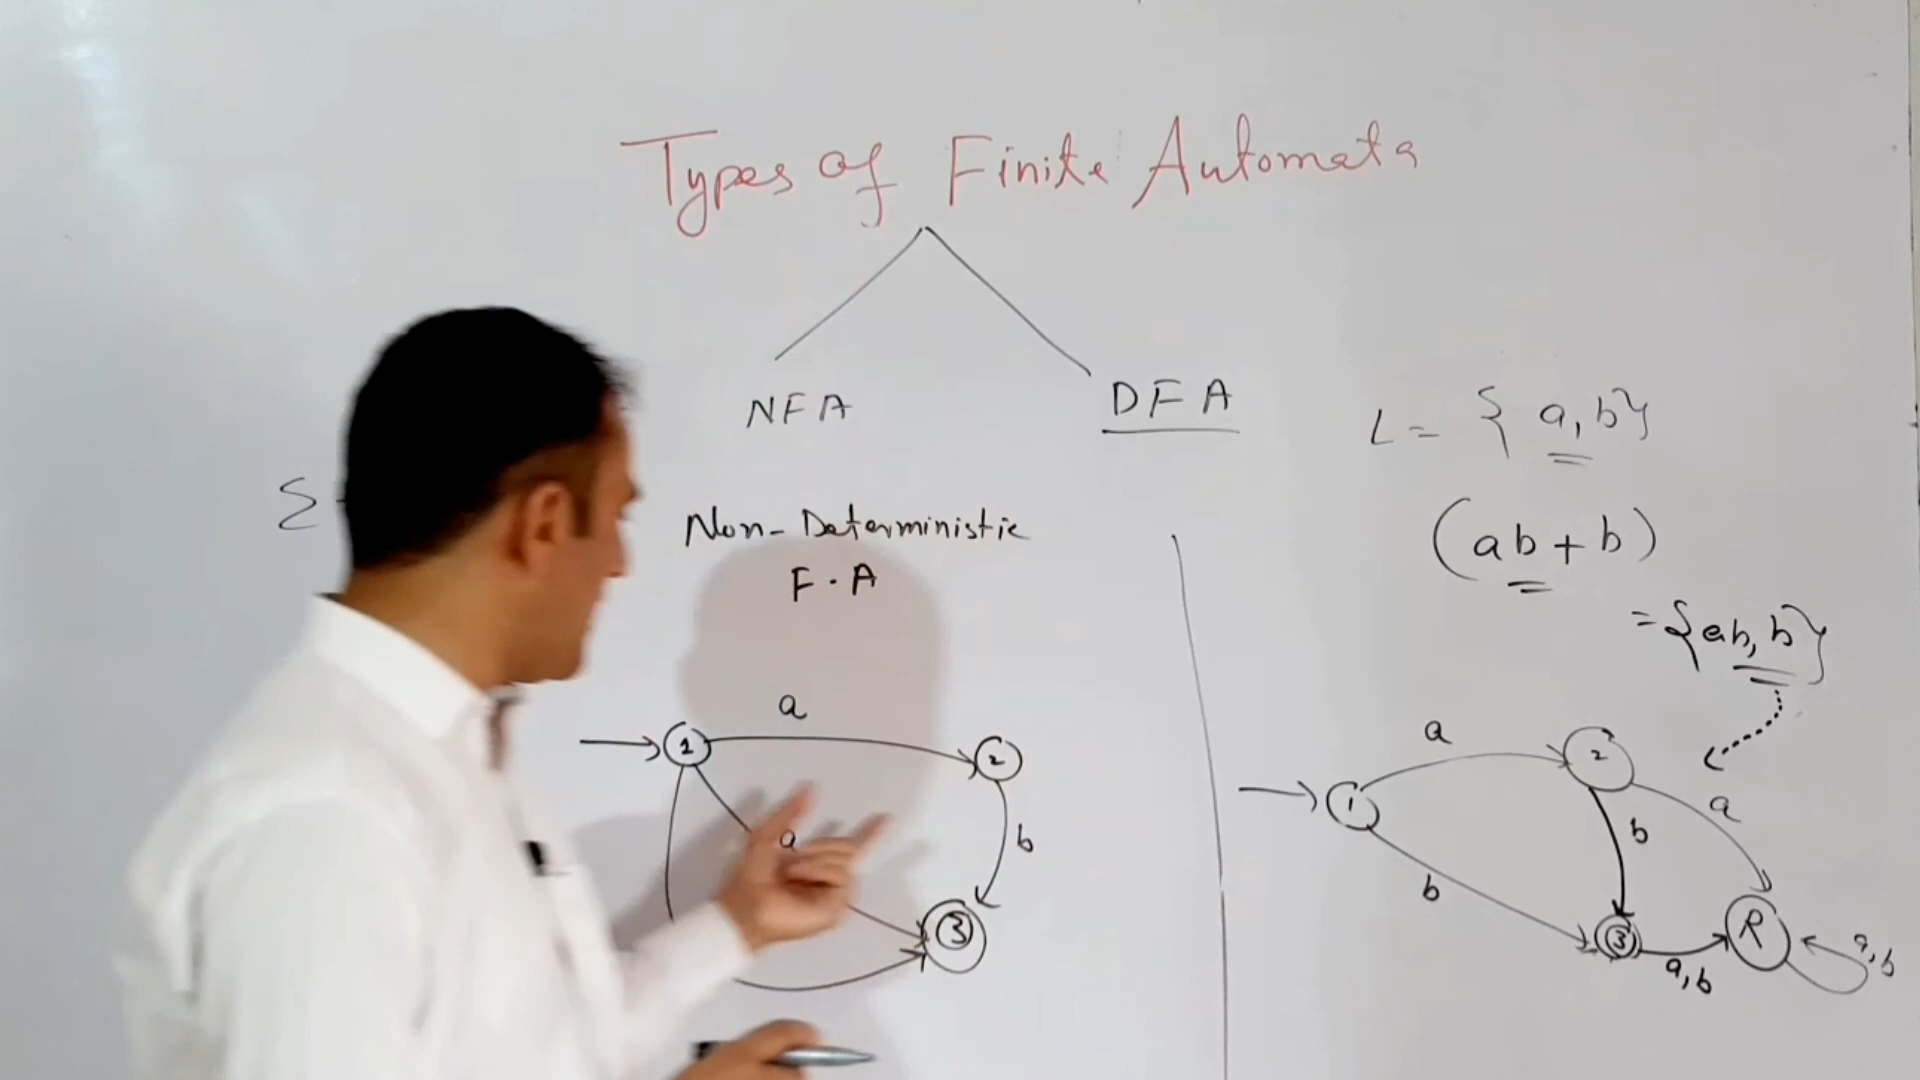 Types of Finite Automata
NFA
DFA
L = { a, b }
Σ
Non-Deterministic
F.A
(ab + b)
= {ab, b}
a
1
2
a
b
3
a
1
2
a
b
b
3
R
a,b
a,b